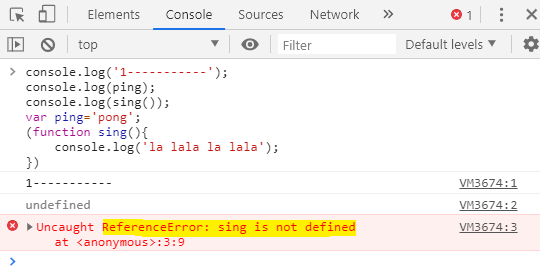 Elements Console Sources Network » 1
top Filter Default levels ▼
> console.log('1-----------');
console.log(ping);
console.log(sing());
var ping='pong';
(function sing(){
console.log('la lala la lala');
})
1----------- VM3674:1
undefined VM3674:2
Uncaught ReferenceError: sing is not defined VM3674:3
at <anonymous>:3:9
>